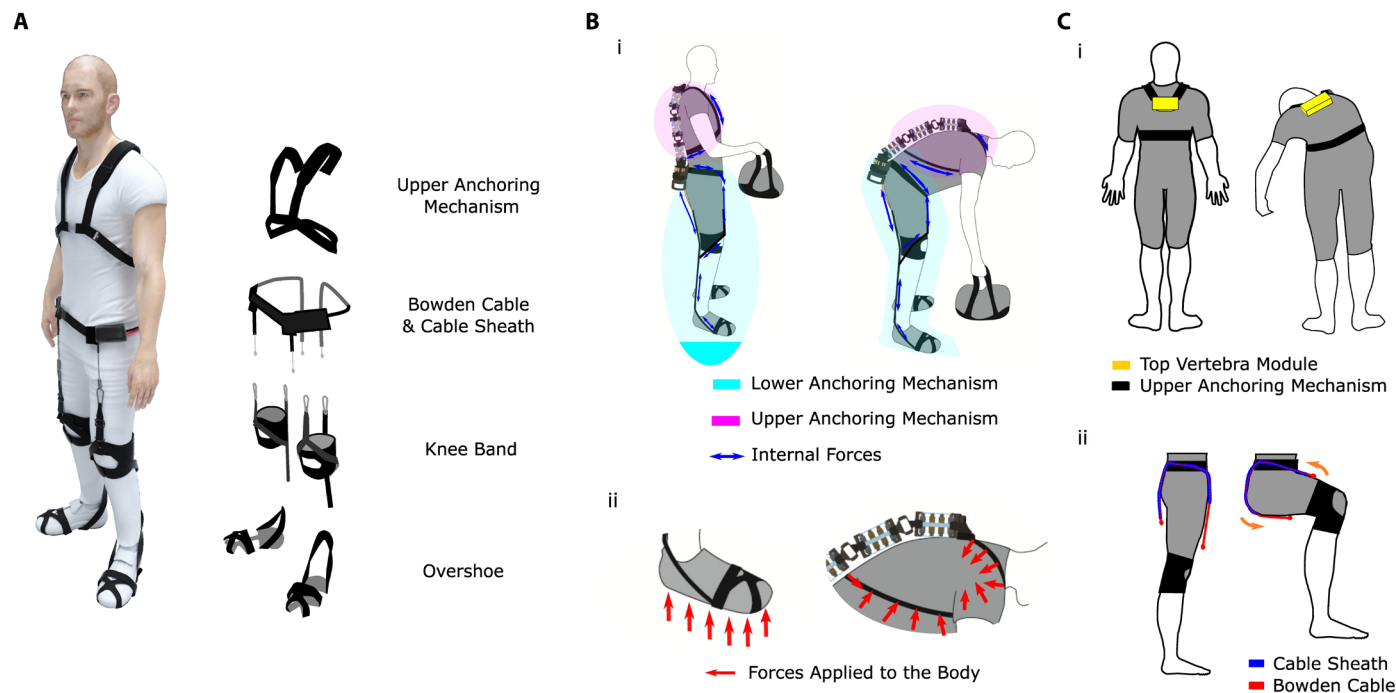 A
Upper Anchoring
Mechanism
Bowden Cable
& Cable Sheath
Knee Band
Overshoe
B
i
Lower Anchoring Mechanism
Upper Anchoring Mechanism
Internal Forces
ii
Forces Applied to the Body
C
i
Top Vertebra Module
Upper Anchoring Mechanism
ii
Cable Sheath
Bowden Cable